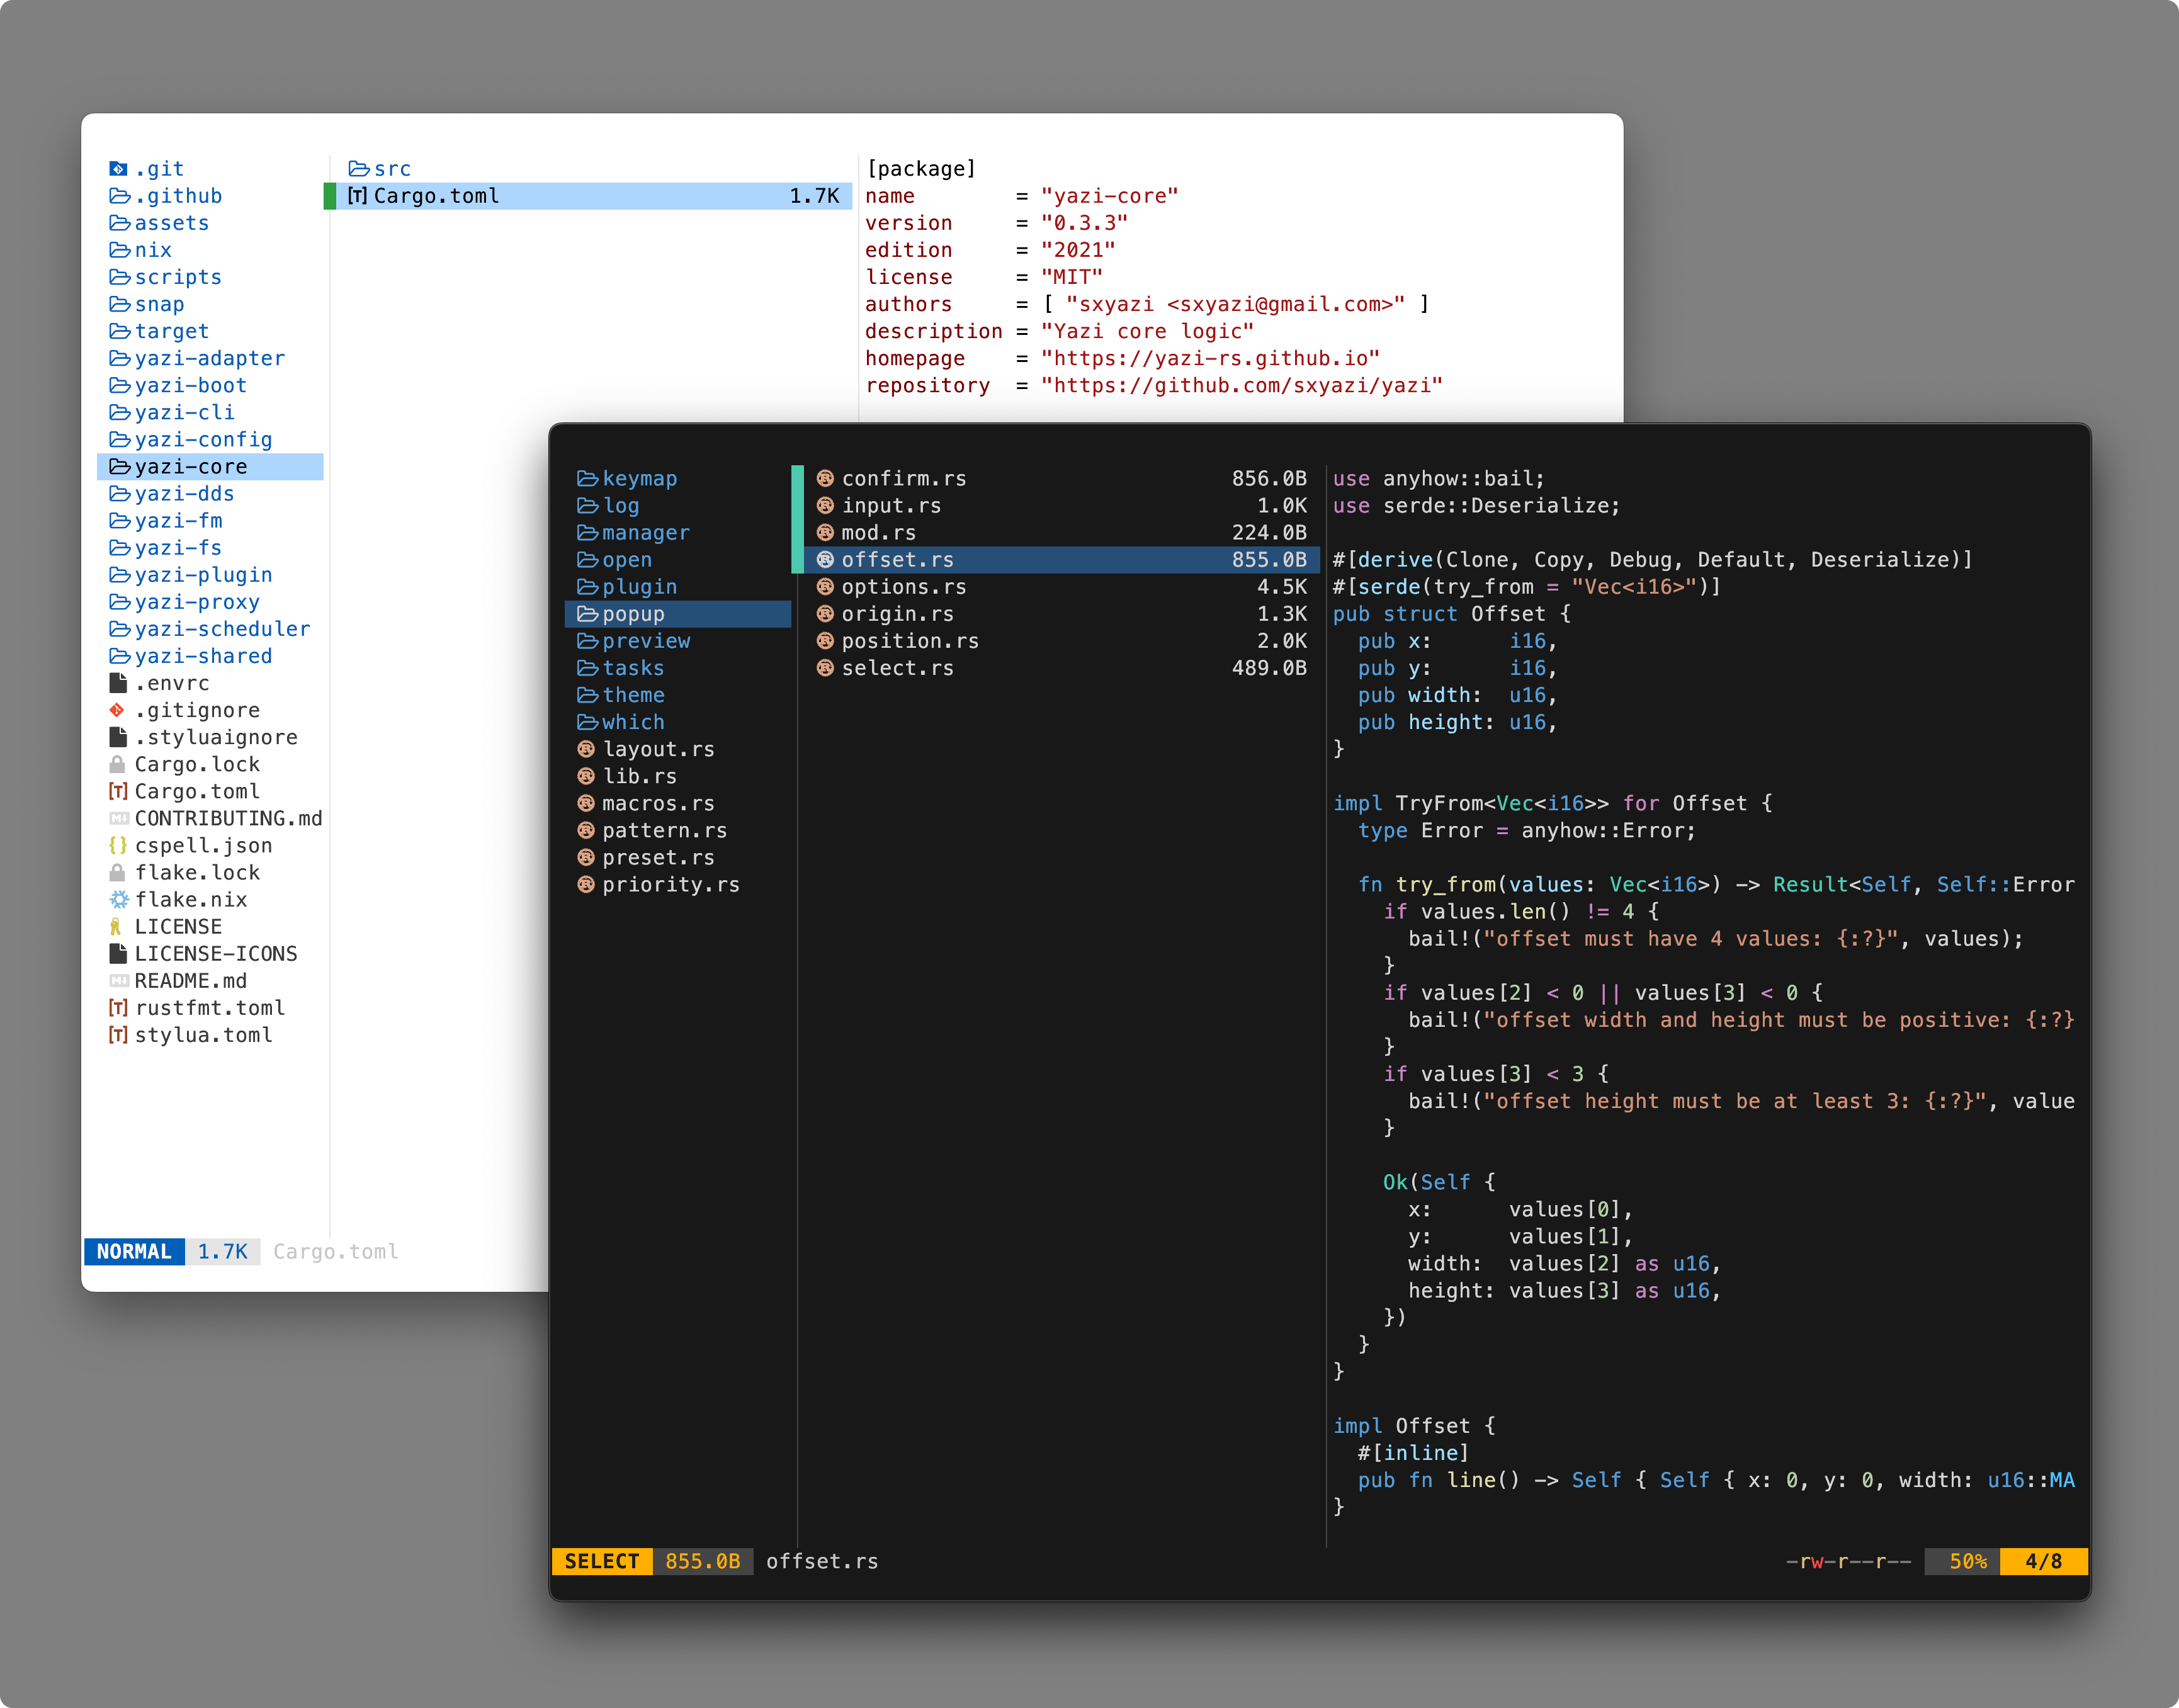 .git
.github
assets
nix
scripts
snap
target
yazi-adapter
yazi-boot
yazi-cli
yazi-config
yazi-core
yazi-dds
yazi-fm
yazi-fs
yazi-plugin
yazi-proxy
yazi-scheduler
yazi-shared
.envrc
.gitignore
.styluaignore
Cargo.lock
[T] Cargo.toml
CONTRIBUTING.md
{} cspell.json
flake.lock
flake.nix
LICENSE
LICENSE-ICONS
README.md
[T] rustfmt.toml
[T] stylua.toml
src
[T] Cargo.toml 1.7K
[package]
name = "yazi-core"
version = "0.3.3"
edition = "2021"
license = "MIT"
authors = [ "sxyazi <sxyazi@gmail.com>" ]
description = "Yazi core logic"
homepage = "https://yazi-rs.github.io"
repository = "https://github.com/sxyazi/yazi"
NORMAL 1.7K Cargo.toml
keymap
log
manager
open
plugin
popup
preview
tasks
theme
which
layout.rs
lib.rs
macros.rs
pattern.rs
preset.rs
priority.rs
confirm.rs 856.0B
input.rs 1.0K
mod.rs 224.0B
offset.rs 855.0B
options.rs 4.5K
origin.rs 1.3K
position.rs 2.0K
select.rs 489.0B
use anyhow::bail;
use serde::Deserialize;
#[derive(Clone, Copy, Debug, Default, Deserialize)]
#[serde(try_from = "Vec<i16>")]
pub struct Offset {
  pub x:      i16,
  pub y:      i16,
  pub width:  u16,
  pub height: u16,
}
impl TryFrom<Vec<i16>> for Offset {
  type Error = anyhow::Error;
  fn try_from(values: Vec<i16>) -> Result<Self, Self::Error
    if values.len() != 4 {
      bail!("offset must have 4 values: {:?}", values);
    }
    if values[2] < 0 || values[3] < 0 {
      bail!("offset width and height must be positive: {:?}
    }
    if values[3] < 3 {
      bail!("offset height must be at least 3: {:?}", value
    }
    Ok(Self {
      x:      values[0],
      y:      values[1],
      width:  values[2] as u16,
      height: values[3] as u16,
    })
  }
}
impl Offset {
  #[inline]
  pub fn line() -> Self { Self { x: 0, y: 0, width: u16::MA
}
SELECT 855.0B offset.rs -rw-r--r-- 50% 4/8